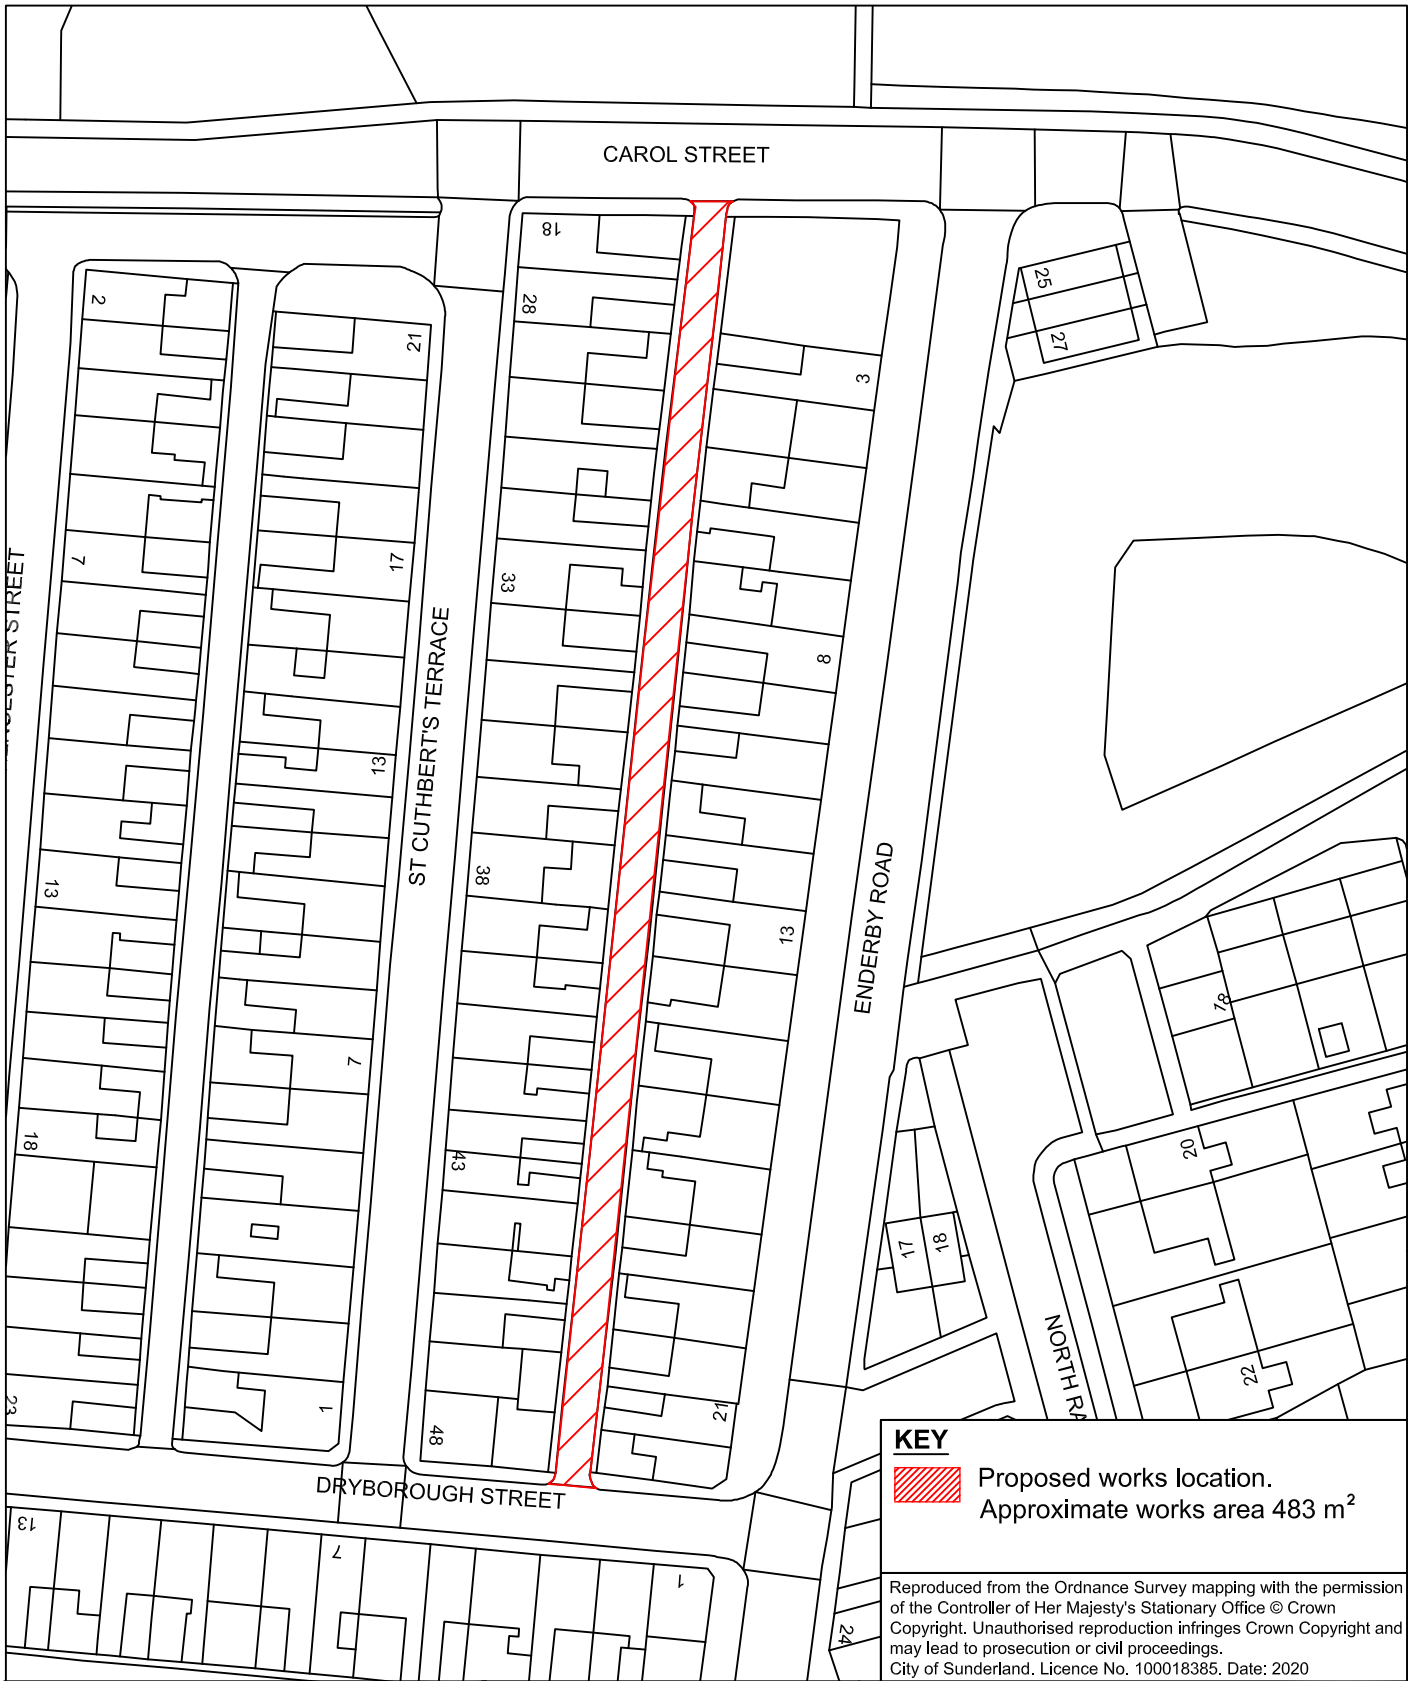 CAROL STREET
18
28
2
21
3
25
27
7
17
33
8
STREET
ST CUTHBERT'S TERRACE
13
38
13
13
ENDERBY ROAD
18
7
43
18
20
17
18
NORTH RA
22
23
1
48
21
DRYBOROUGH STREET
13
7
1
24
KEY
Proposed works location.
Approximate works area 483 m²
Reproduced from the Ordnance Survey mapping with the permission
of the Controller of Her Majesty's Stationary Office © Crown
Copyright. Unauthorised reproduction infringes Crown Copyright and
may lead to prosecution or civil proceedings.
City of Sunderland. Licence No. 100018385. Date: 2020